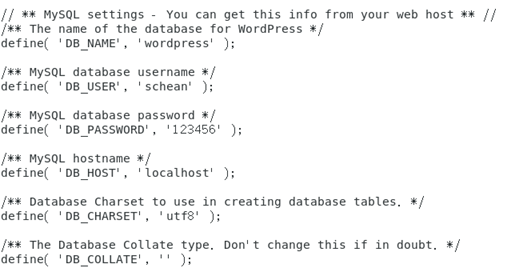 // ** MySQL settings - You can get this info from your web host ** //
/** The name of the database for WordPress */
define( 'DB_NAME', 'wordpress' );
/** MySQL database username */
define( 'DB_USER', 'schean' );
/** MySQL database password */
define( 'DB_PASSWORD', '123456' );
/** MySQL hostname */
define( 'DB_HOST', 'localhost' );
/** Database Charset to use in creating database tables. */
define( 'DB_CHARSET', 'utf8' );
/** The Database Collate type. Don't change this if in doubt. */
define( 'DB_COLLATE', '' );